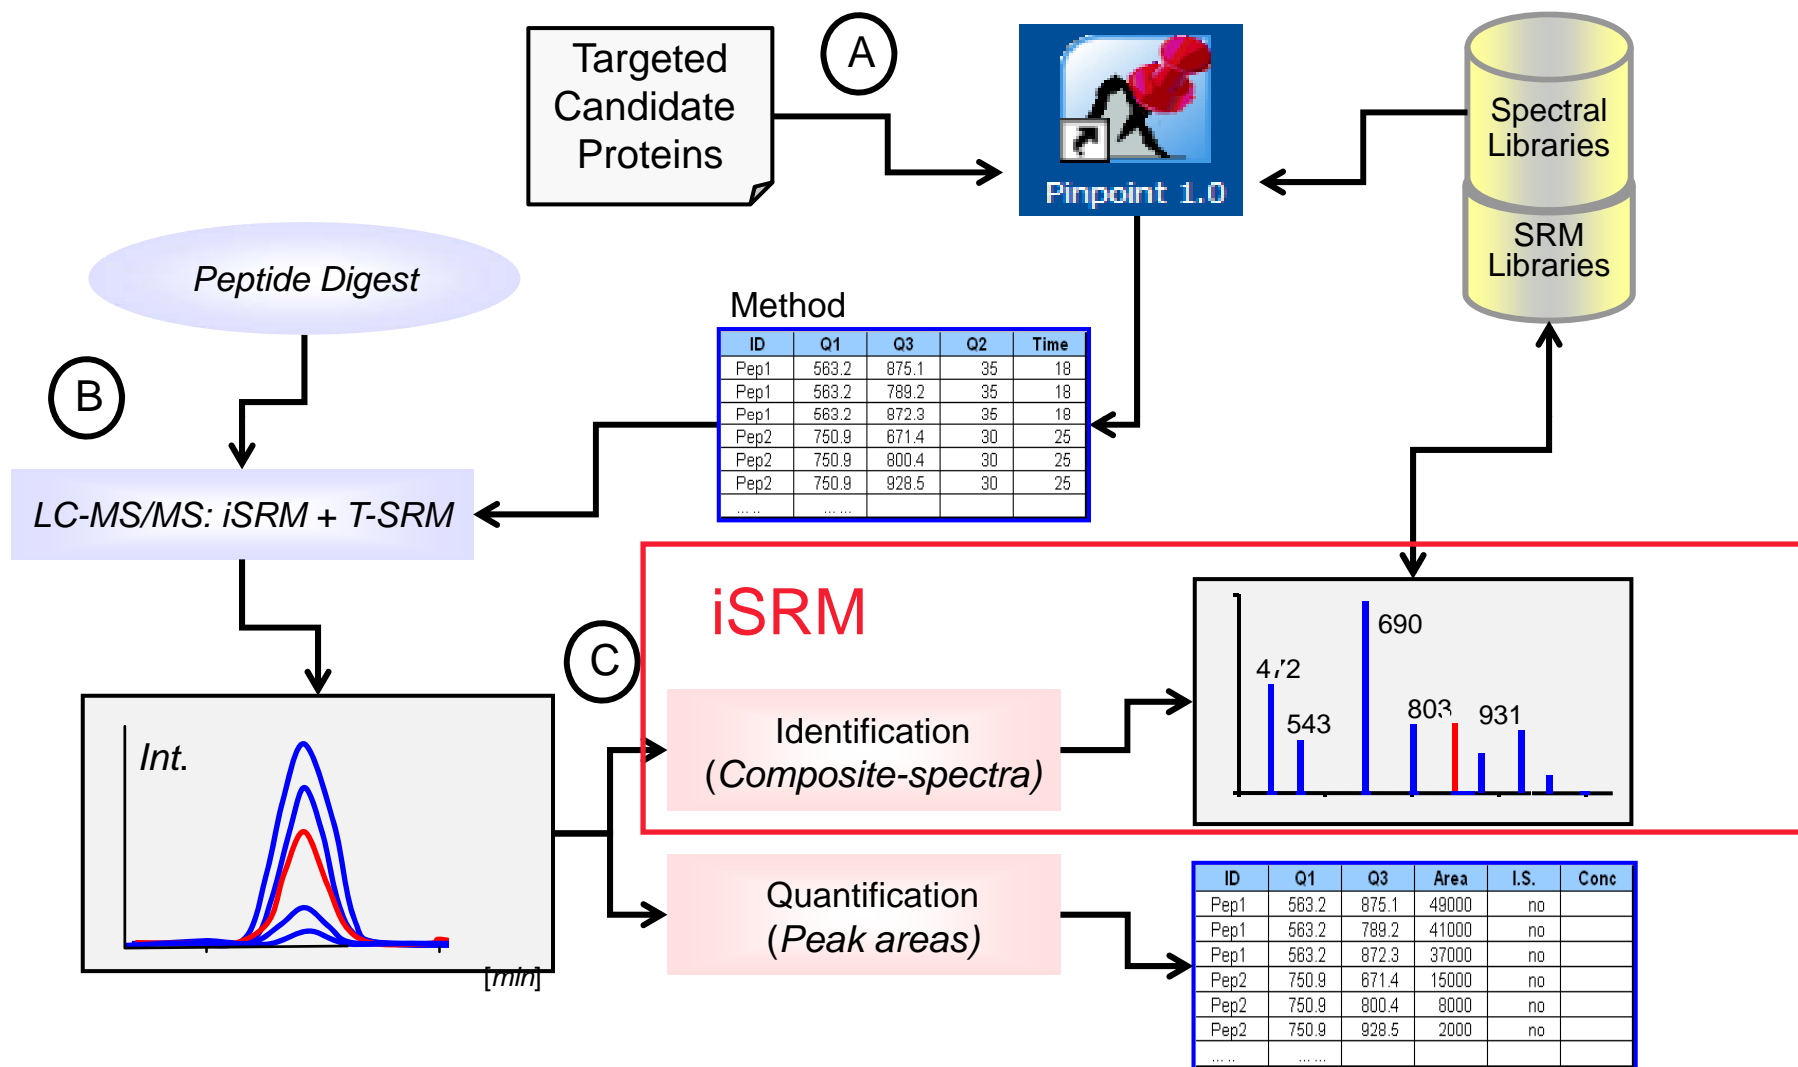 Targeted
Candidate
Proteins
A
Pinpoint 1.0
Spectral
Libraries
SRM
Libraries
Peptide Digest
Method
ID Q1 Q3 Q2 Time
Pep1 563.2 875.1 35 18
Pep1 563.2 789.2 35 18
Pep1 563.2 872.3 35 18
Pep2 750.9 671.4 30 25
Pep2 750.9 800.4 30 25
Pep2 750.9 928.5 30 25
..... ......
B
LC-MS/MS: iSRM + T-SRM
C
iSRM
Identification
(Composite-spectra)
472
543
690
803
931
Int.
[min]
Quantification
(Peak areas)
ID Q1 Q3 Area I.S. Conc
Pep1 563.2 875.1 49000 no
Pep1 563.2 789.2 41000 no
Pep1 563.2 872.3 37000 no
Pep2 750.9 671.4 15000 no
Pep2 750.9 800.4 8000 no
Pep2 750.9 928.5 2000 no
..... ......